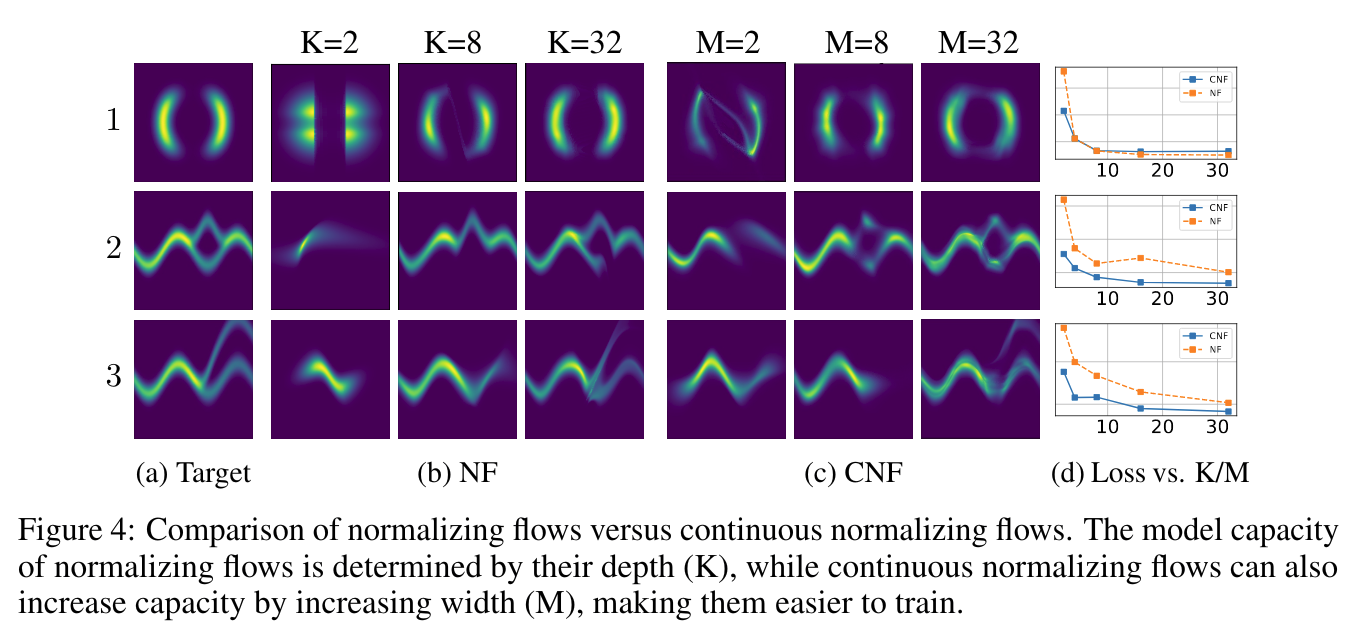 K=2 K=8 K=32 M=2 M=8 M=32
1
CNF
NF
10 20 30
2
CNF
NF
10 20 30
3
CNF
NF
10 20 30
(a) Target (b) NF (c) CNF (d) Loss vs. K/M
Figure 4: Comparison of normalizing flows versus continuous normalizing flows. The model capacity
of normalizing flows is determined by their depth (K), while continuous normalizing flows can also
increase capacity by increasing width (M), making them easier to train.